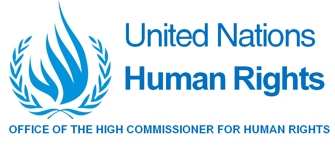 United Nations
Human Rights
OFFICE OF THE HIGH COMMISSIONER FOR HUMAN RIGHTS